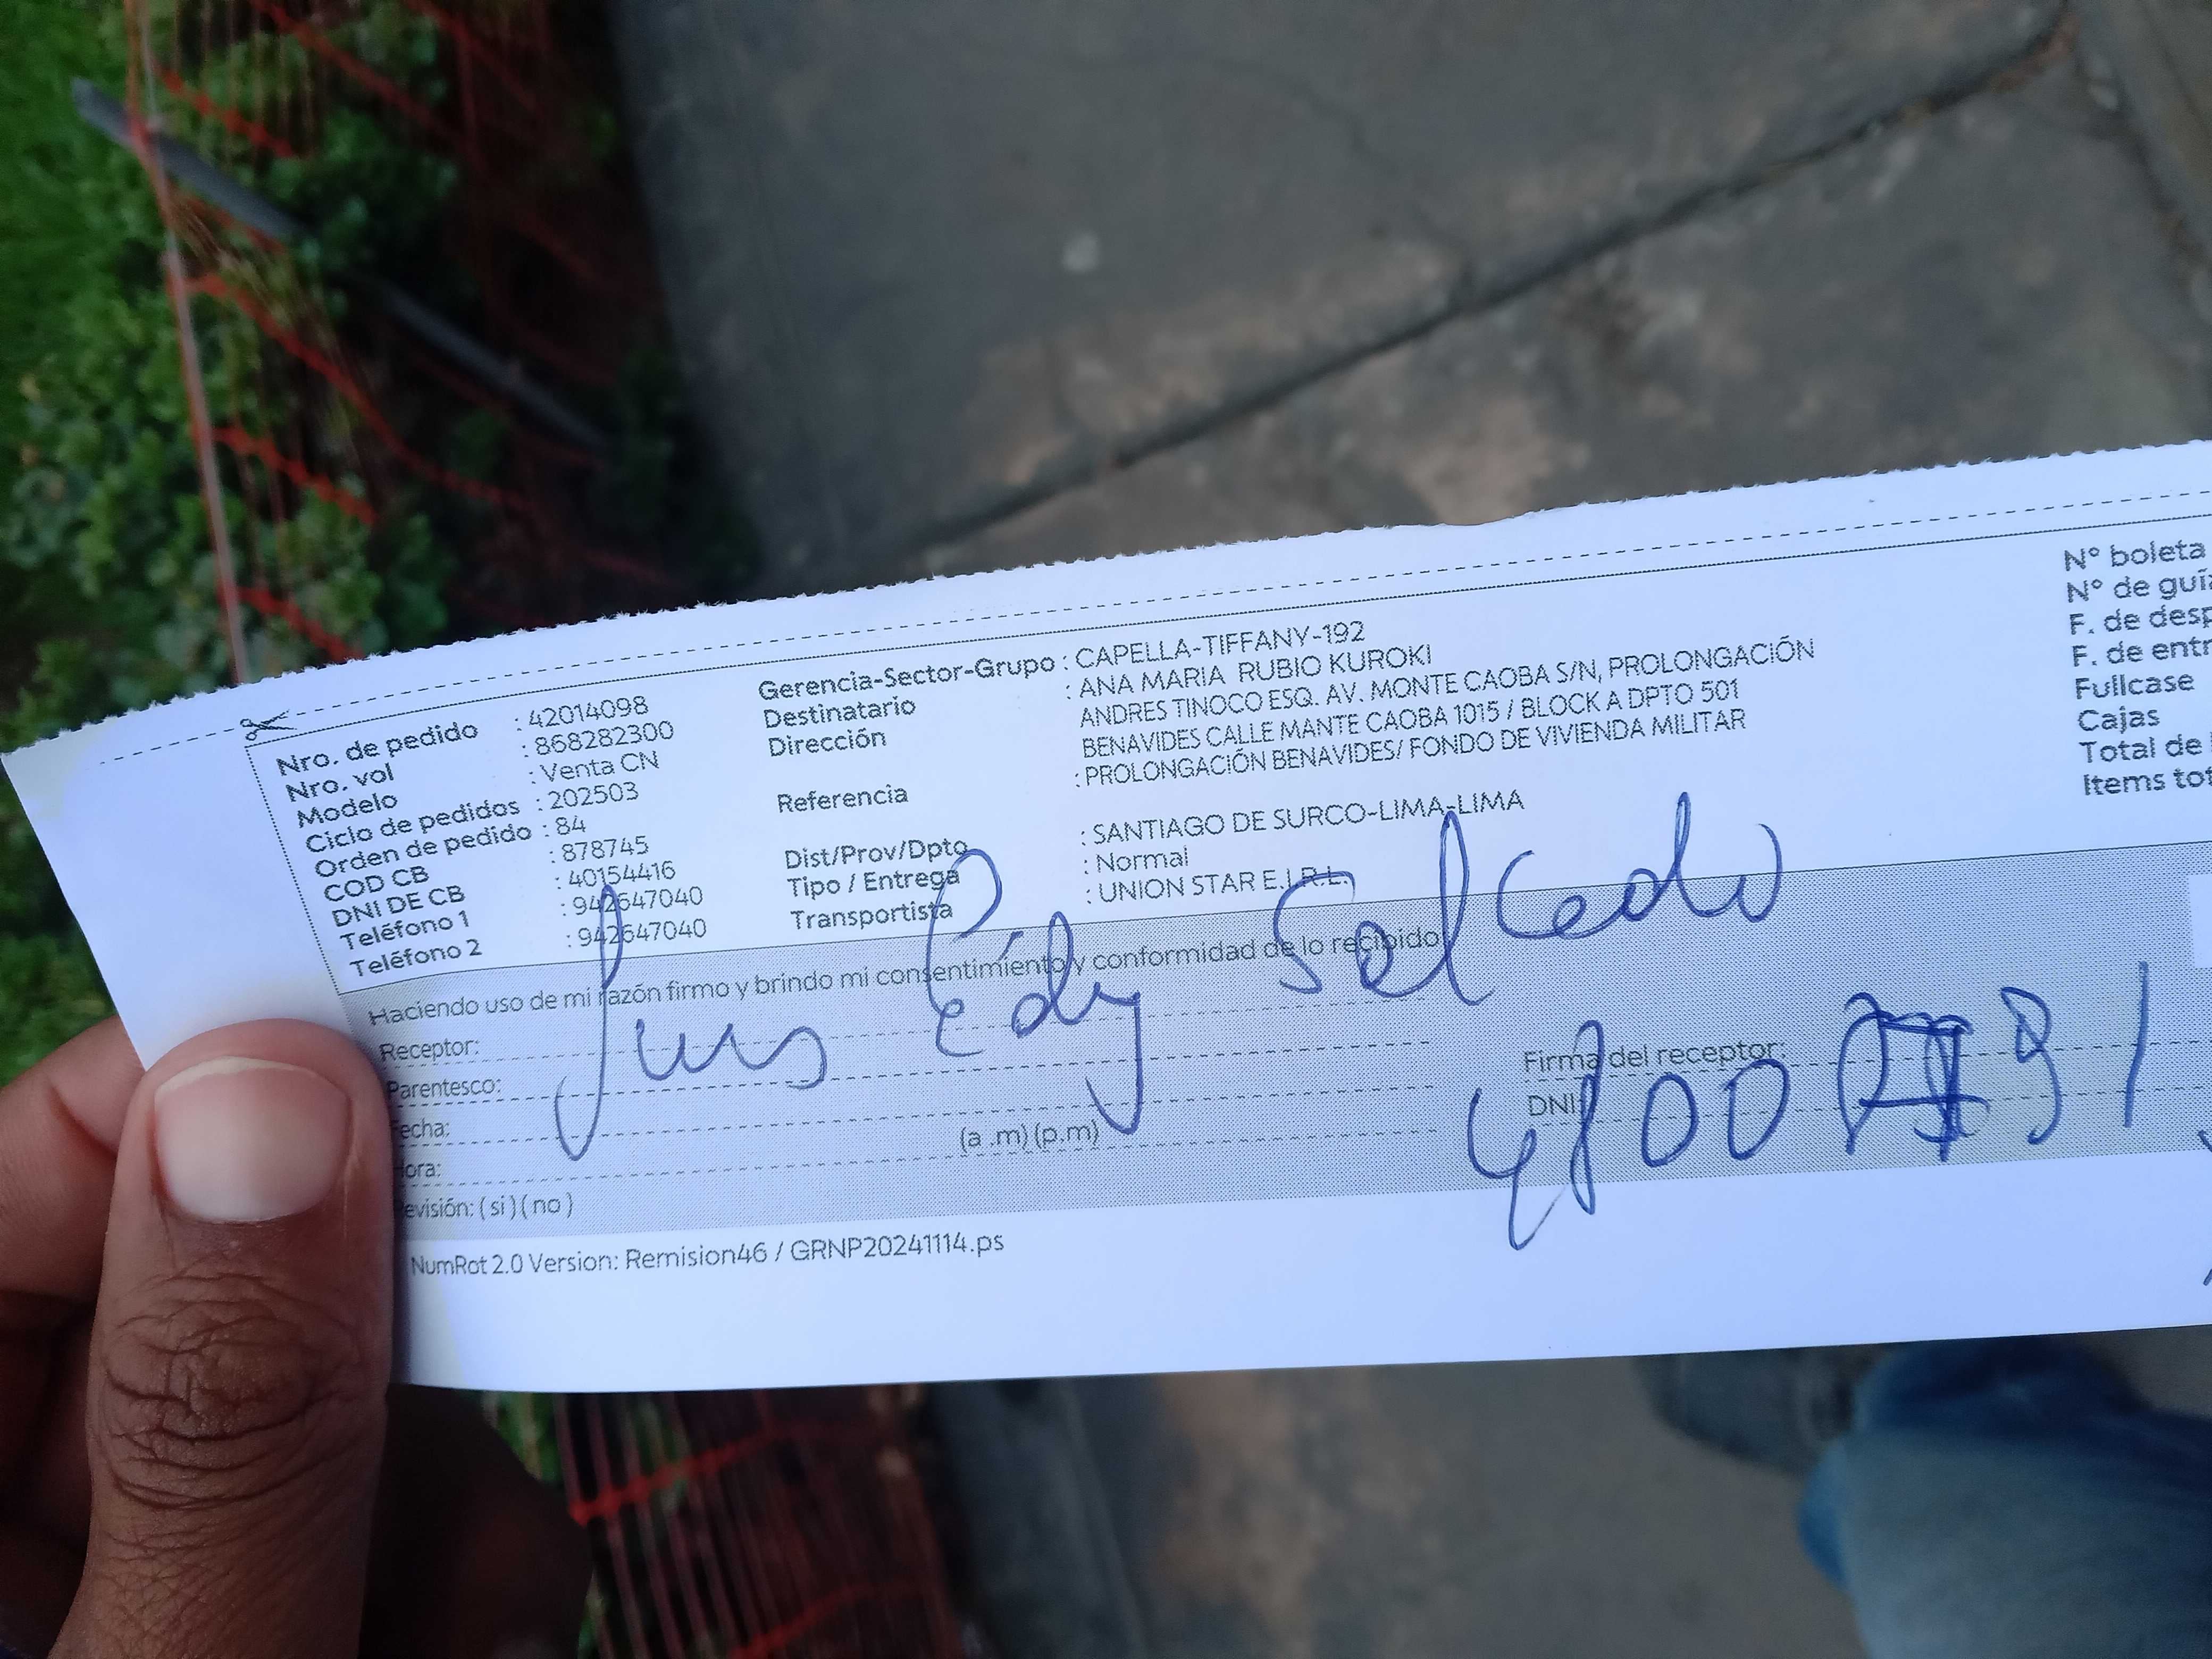 Nro. de pedido : 42014098
Nro. vol : 868282300
Modelo : Venta CN
Ciclo de pedidos : 202503
Orden de pedido : 84
COD CB : 878745
DNI DE CB : 40154416
Teléfono 1 : 942647040
Teléfono 2 : 942647040
Gerencia-Sector-Grupo : CAPELLA-TIFFANY-192
Destinatario : ANA MARIA RUBIO KUROKI
Dirección ANDRES TINOCO ESQ. AV. MONTE CAOBA S/N, PROLONGACIÓN
BENAVIDES CALLE MANTE CAOBA 1015 / BLOCK A DPTO 501
Referencia : PROLONGACIÓN BENAVIDES/ FONDO DE VIVIENDA MILITAR
Dist/Prov/Dpto : SANTIAGO DE SURCO-LIMA-LIMA
Tipo / Entrega : Normal
Transportista : UNION STAR E.I.R.L.
N° boleta
N° de guí
F. de desp
F. de entr
Fullcase
Cajas
Total de
Items tot
Haciendo uso de mi razón firmo y brindo mi consentimiento y conformidad de lo recibido
Receptor:
Parentesco:
Fecha:
Hora: (a .m) (p.m)
Revisión: ( si ) ( no )
Luis Edy Salcedo
Firma del receptor:
DNI
NumRot 2.0 Version: Remision46 / GRNP20241114.ps